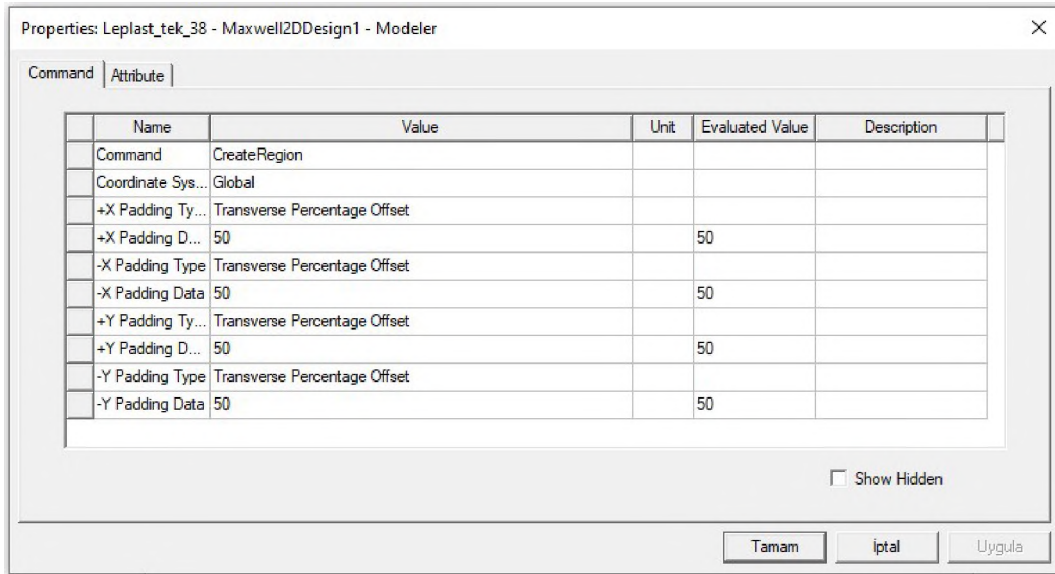 Properties: Leplast_tek_38 - Maxwell2DDesign1 - Modeler
Command Attribute
Name Value Unit Evaluated Value Description
Command CreateRegion
Coordinate Sys... Global
+X Padding Ty... Transverse Percentage Offset
+X Padding D... 50 50
-X Padding Type Transverse Percentage Offset
-X Padding Data 50 50
+Y Padding Ty... Transverse Percentage Offset
+Y Padding D... 50 50
-Y Padding Type Transverse Percentage Offset
-Y Padding Data 50 50
Show Hidden
Tamam İptal Uygula